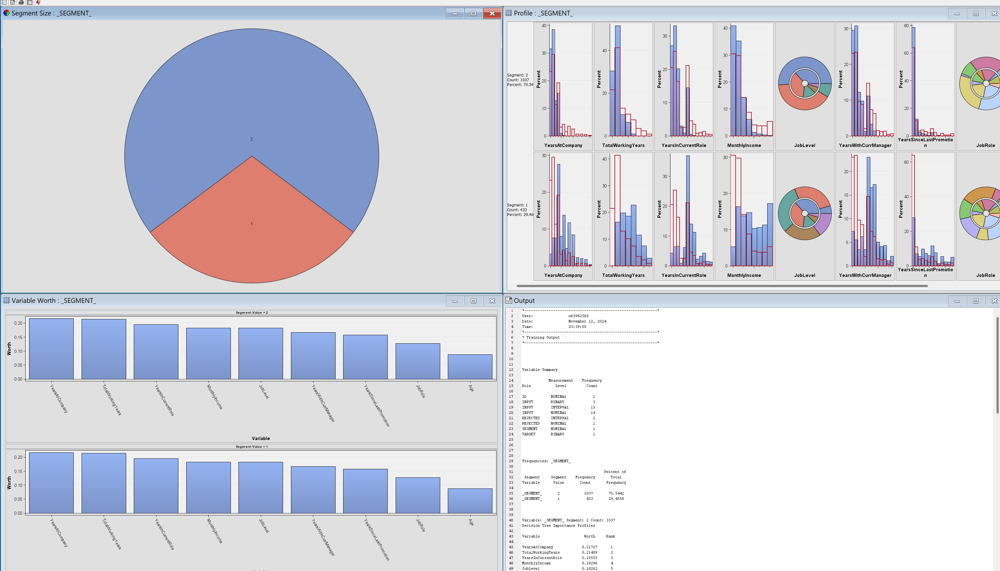 Segment Size : _SEGMENT_
2
1
Profile : _SEGMENT_
Segment: 2
Count: 1037
Percent: 70.54
Percent
40
30
20
10
0
YearsAtCompany
Percent
40
20
0
TotalWorkingYears
Percent
30
20
10
0
YearsInCurrentRole
Percent
40
30
20
10
0
MonthlyIncome
JobLevel
Percent
30
20
10
0
YearsWithCurrManager
Percent
80
60
40
20
0
YearsSinceLastPromotio
n
JobRole
Segment: 1
Count: 433
Percent: 29.46
Percent
30
20
10
0
YearsAtCompany
Percent
40
30
20
10
0
TotalWorkingYears
Percent
30
20
10
0
YearsInCurrentRole
Percent
30
20
10
0
MonthlyIncome
JobLevel
Percent
20
15
10
5
0
YearsWithCurrManager
Percent
60
40
20
0
YearsSinceLastPromotio
n
JobRole
Variable Worth : _SEGMENT_
Segment Value = 2
Worth
0.20
0.15
0.10
0.05
0.00
YearsAtCompany
TotalWorkingYears
YearsInCurrentRole
MonthlyIncome
JobLevel
YearsWithCurrManager
YearsSinceLastPromotion
JobRole
Age
Variable
Segment Value = 1
Worth
0.20
0.15
0.10
0.05
0.00
YearsAtCompany
TotalWorkingYears
YearsInCurrentRole
MonthlyIncome
JobLevel
YearsWithCurrManager
YearsSinceLastPromotion
JobRole
Age
Output
1 *------------------------------------------------------------*
2 User: u63982569
3 Date: November 12, 2024
4 Time: 03:39:00
5 *------------------------------------------------------------*
6 * Training Output
7 *------------------------------------------------------------*
8
9
10
11
12 Variable Summary
13
14 Measurement Frequency
15 Role Level Count
16
17 ID NOMINAL 1
18 INPUT BINARY 3
19 INPUT INTERVAL 15
20 INPUT NOMINAL 14
21 REJECTED INTERVAL 2
22 REJECTED NOMINAL 1
23 SEGMENT NOMINAL 1
24 TARGET BINARY 1
25
26
27
28
29 Frequencies: _SEGMENT_
30
31 Percent of
32 Segment Segment Frequency Total
33 Variable Value Count Frequency
34
35 _SEGMENT_ 2 1037 70.5442
36 _SEGMENT_ 1 433 29.4558
37
38
39
40 Variable: _SEGMENT_ Segment: 2 Count: 1037
41 Decision Tree Importance Profiles
42
43 Variable Worth Rank
44
45 YearsAtCompany 0.21727 1
46 TotalWorkingYears 0.21499 2
47 YearsInCurrentRole 0.19555 3
48 MonthlyIncome 0.18296 4
49 JobLevel 0.18262 5